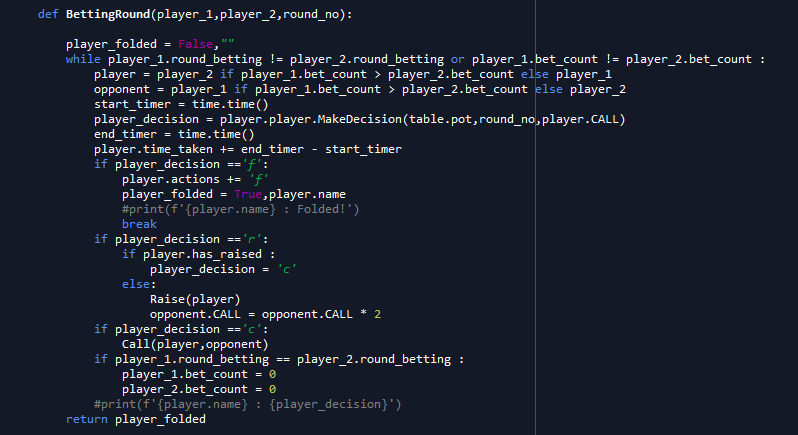 def BettingRound(player_1,player_2,round_no):
player_folded = False,""
while player_1.round_betting != player_2.round_betting or player_1.bet_count != player_2.bet_count :
player = player_2 if player_1.bet_count > player_2.bet_count else player_1
opponent = player_1 if player_1.bet_count > player_2.bet_count else player_2
start_timer = time.time()
player_decision = player.player.MakeDecision(table.pot,round_no,player.CALL)
end_timer = time.time()
player.time_taken += end_timer - start_timer
if player_decision =='f':
player.actions += 'f'
player_folded = True,player.name
#print(f'{player.name} : Folded!')
break
if player_decision =='r':
if player.has_raised :
player_decision = 'c'
else:
Raise(player)
opponent.CALL = opponent.CALL * 2
if player_decision =='c':
Call(player,opponent)
if player_1.round_betting == player_2.round_betting :
player_1.bet_count = 0
player_2.bet_count = 0
#print(f'{player.name} : {player_decision}')
return player_folded